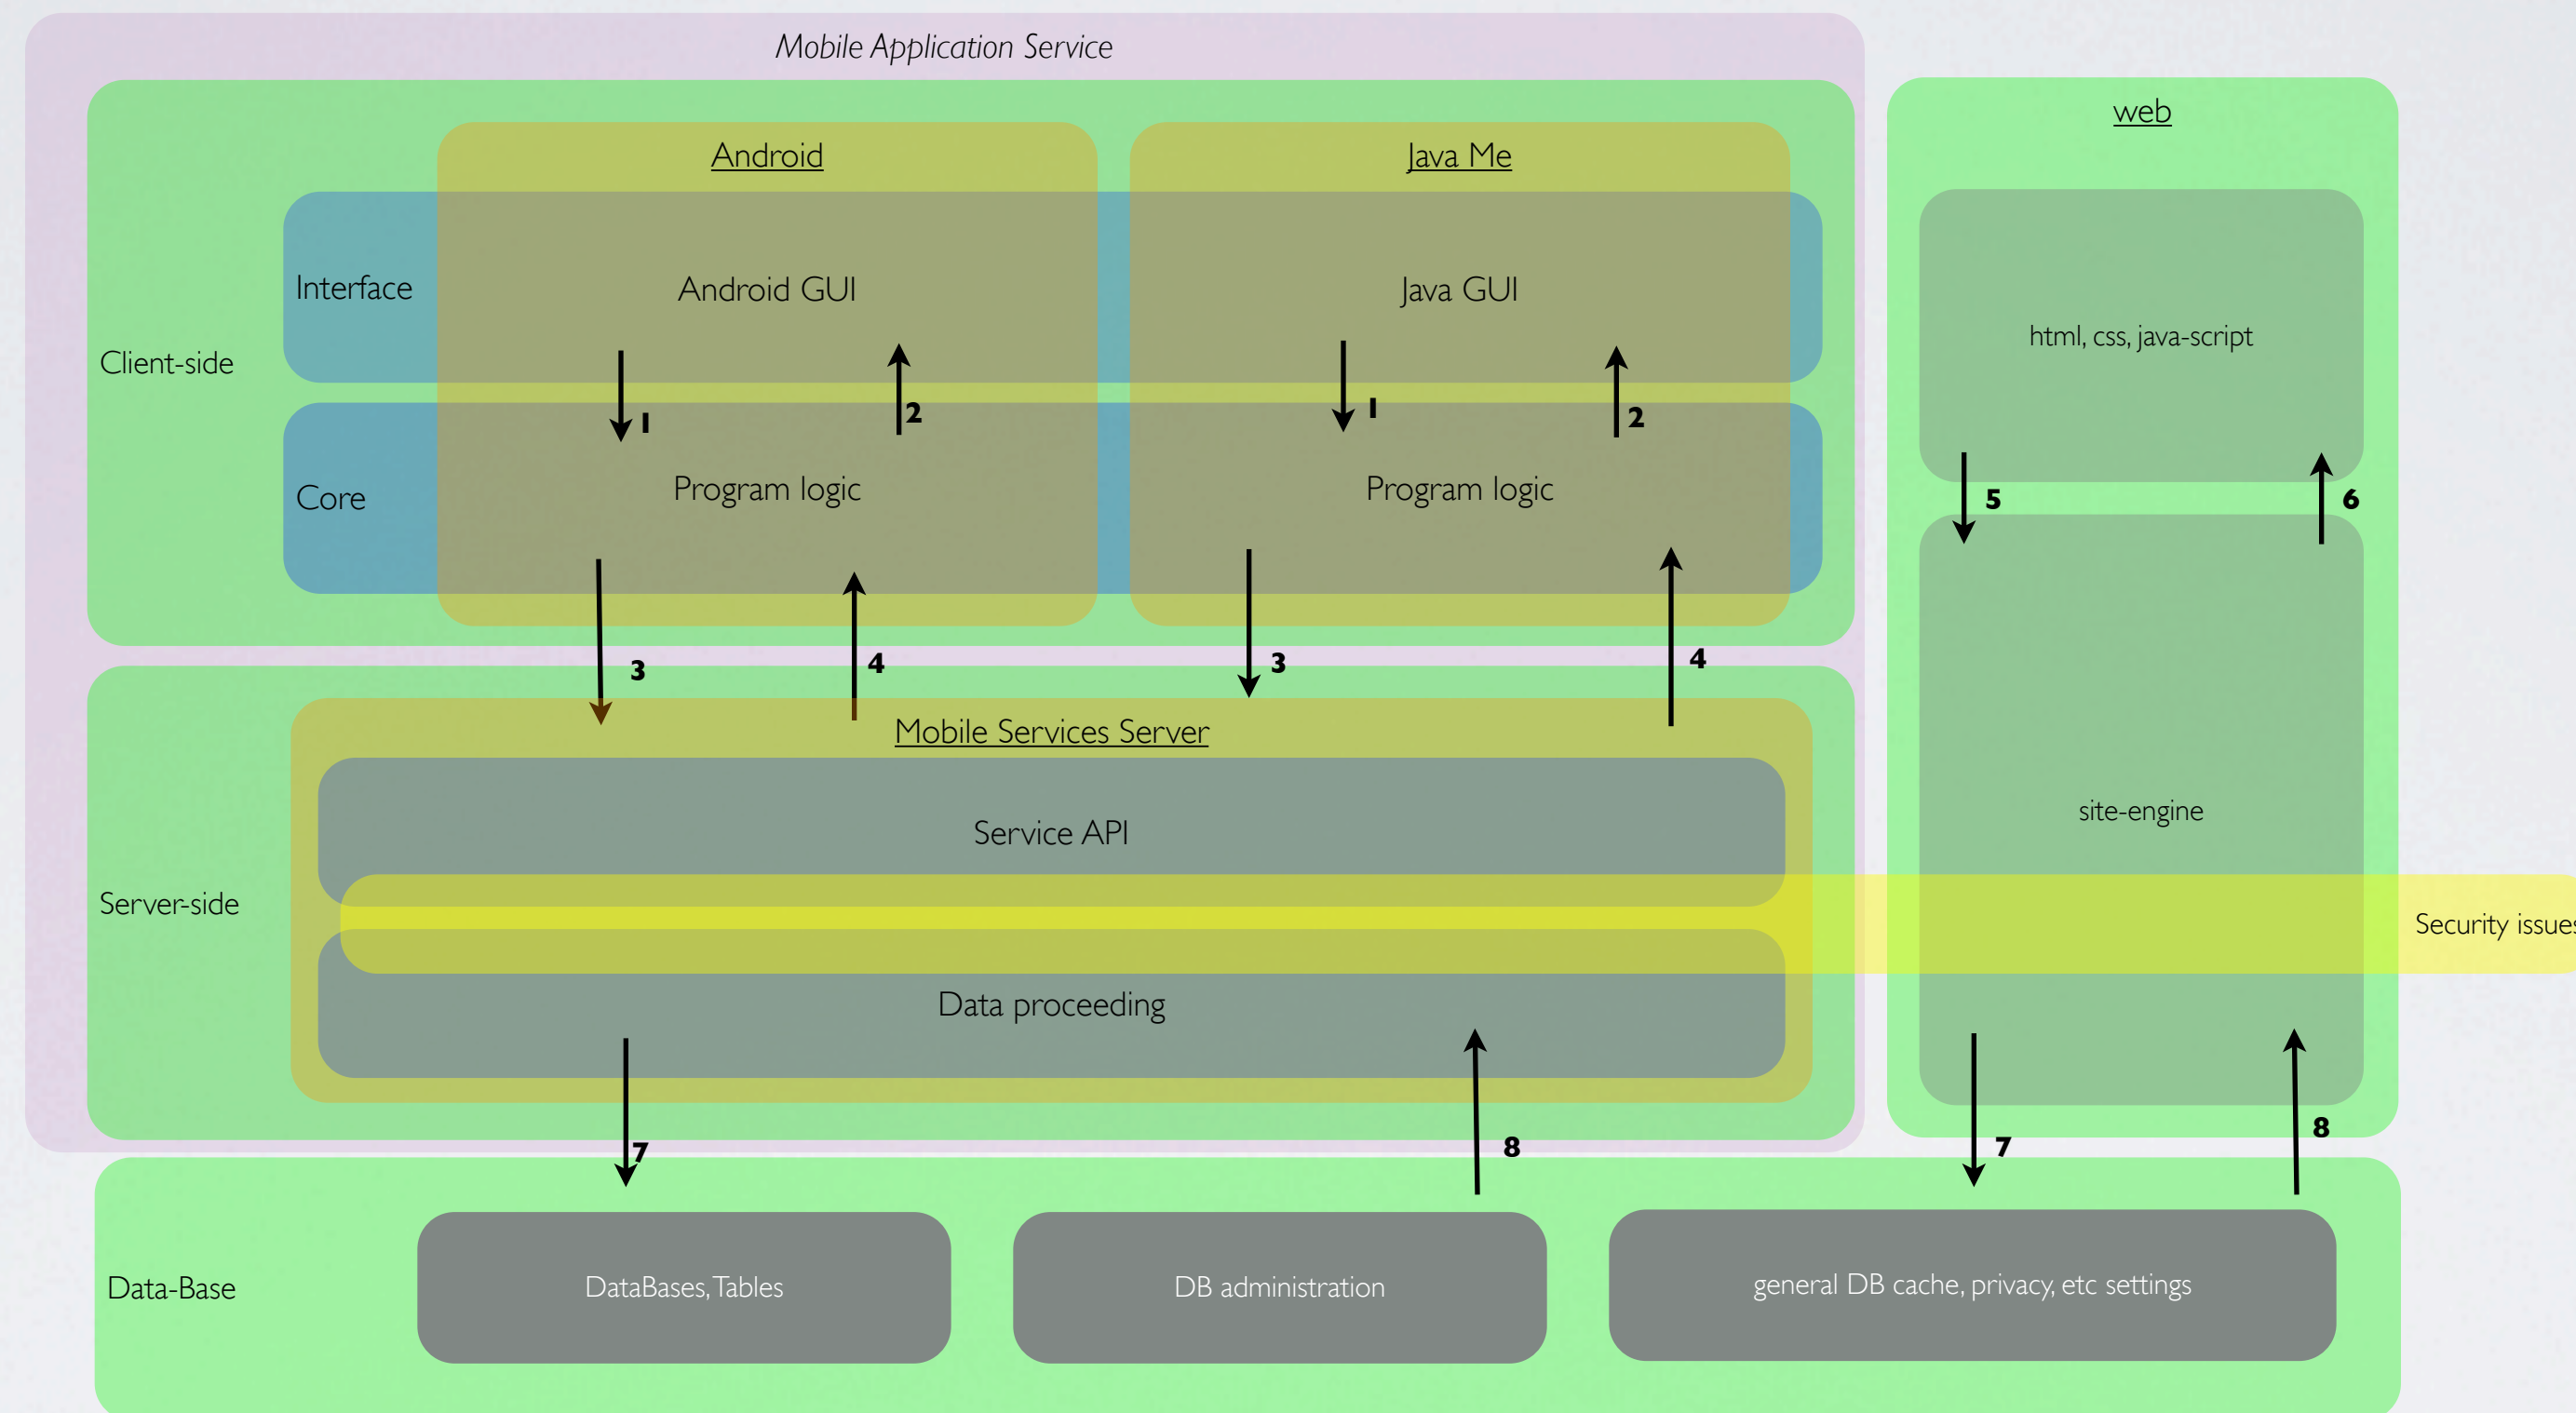 Mobile Application Service
web
Android
Java Me
Interface
Android GUI
Java GUI
html, css, java-script
Client-side
1
2
1
2
Core
Program logic
Program logic
5
6
3
4
3
4
Mobile Services Server
Service API
site-engine
Server-side
Security issues
Data proceeding
7
8
7
8
Data-Base
DataBases, Tables
DB administration
general DB cache, privacy, etc settings